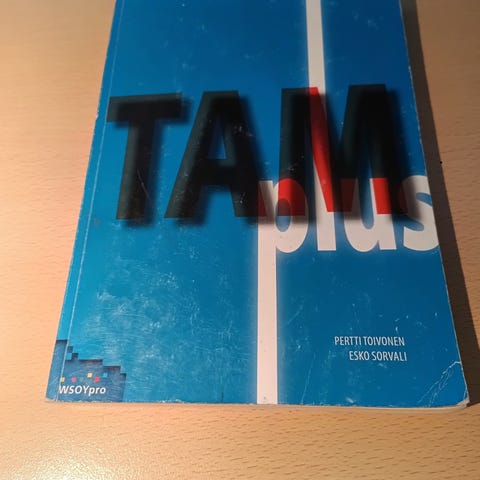 TAM
plus
PERTTI TOIVONEN
ESKO SORVALI
WSOYpro